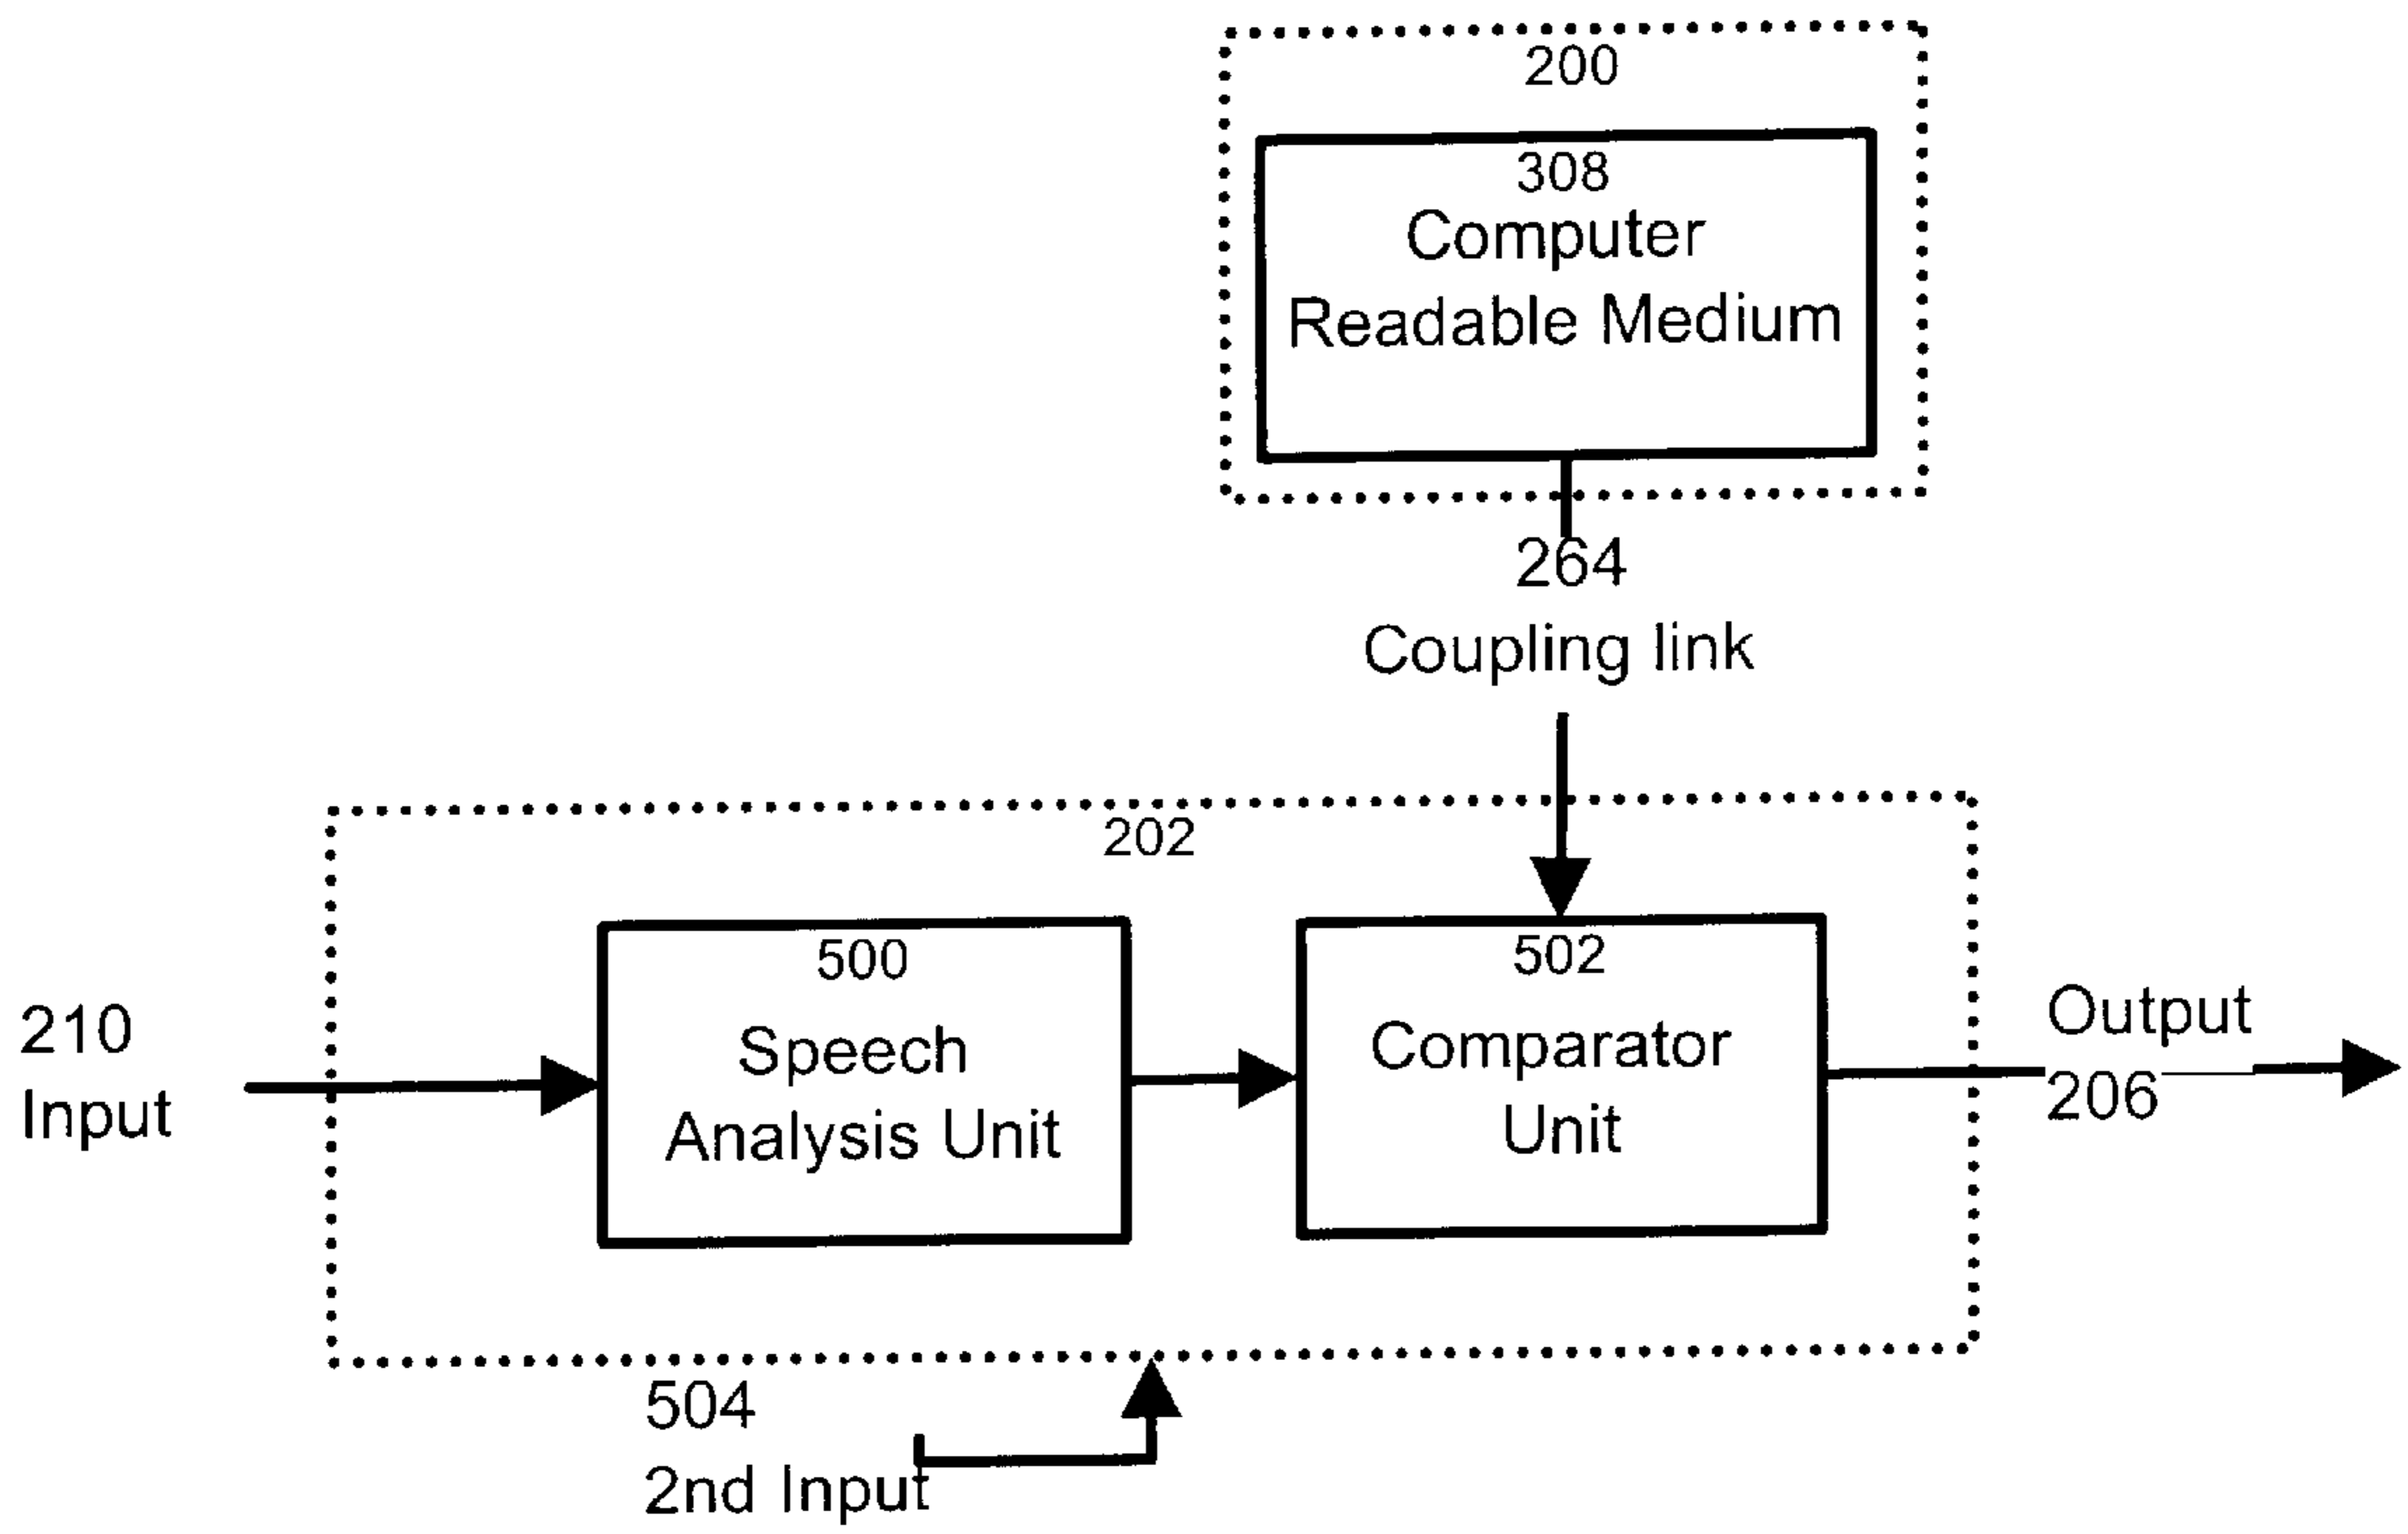 200
308
Computer
Readable Medium
264
Coupling link
202
500
Speech
Analysis Unit
502
Comparator
Unit
210
Input
Output
206
504
2nd Input